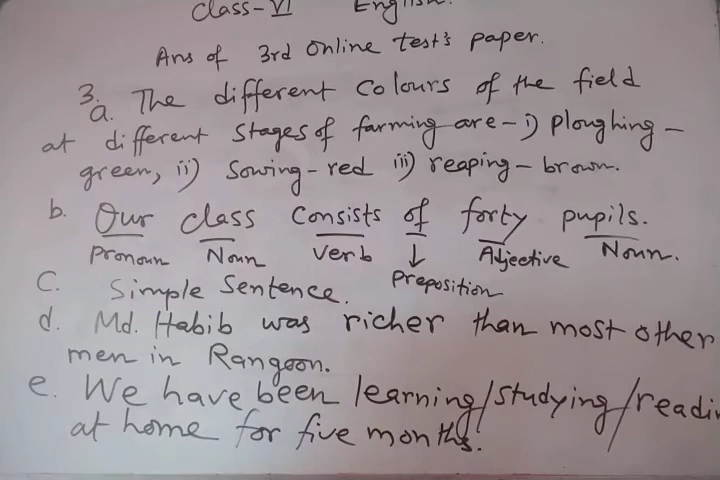 Class-VI English.
Ans of 3rd online test's paper.
3.
a. The different colours of the field
at different stages of farming are - i) ploughing -
green, ii) Sowing - red iii) reaping - brown.
b. Our class consists of forty pupils.
Pronoun Noun Verb ↓ Adjective Noun.
Preposition
C. Simple Sentence.
d. Md. Habib was richer than most other
men in Rangoon.
e. We have been learning/studying/readin
at home for five months.